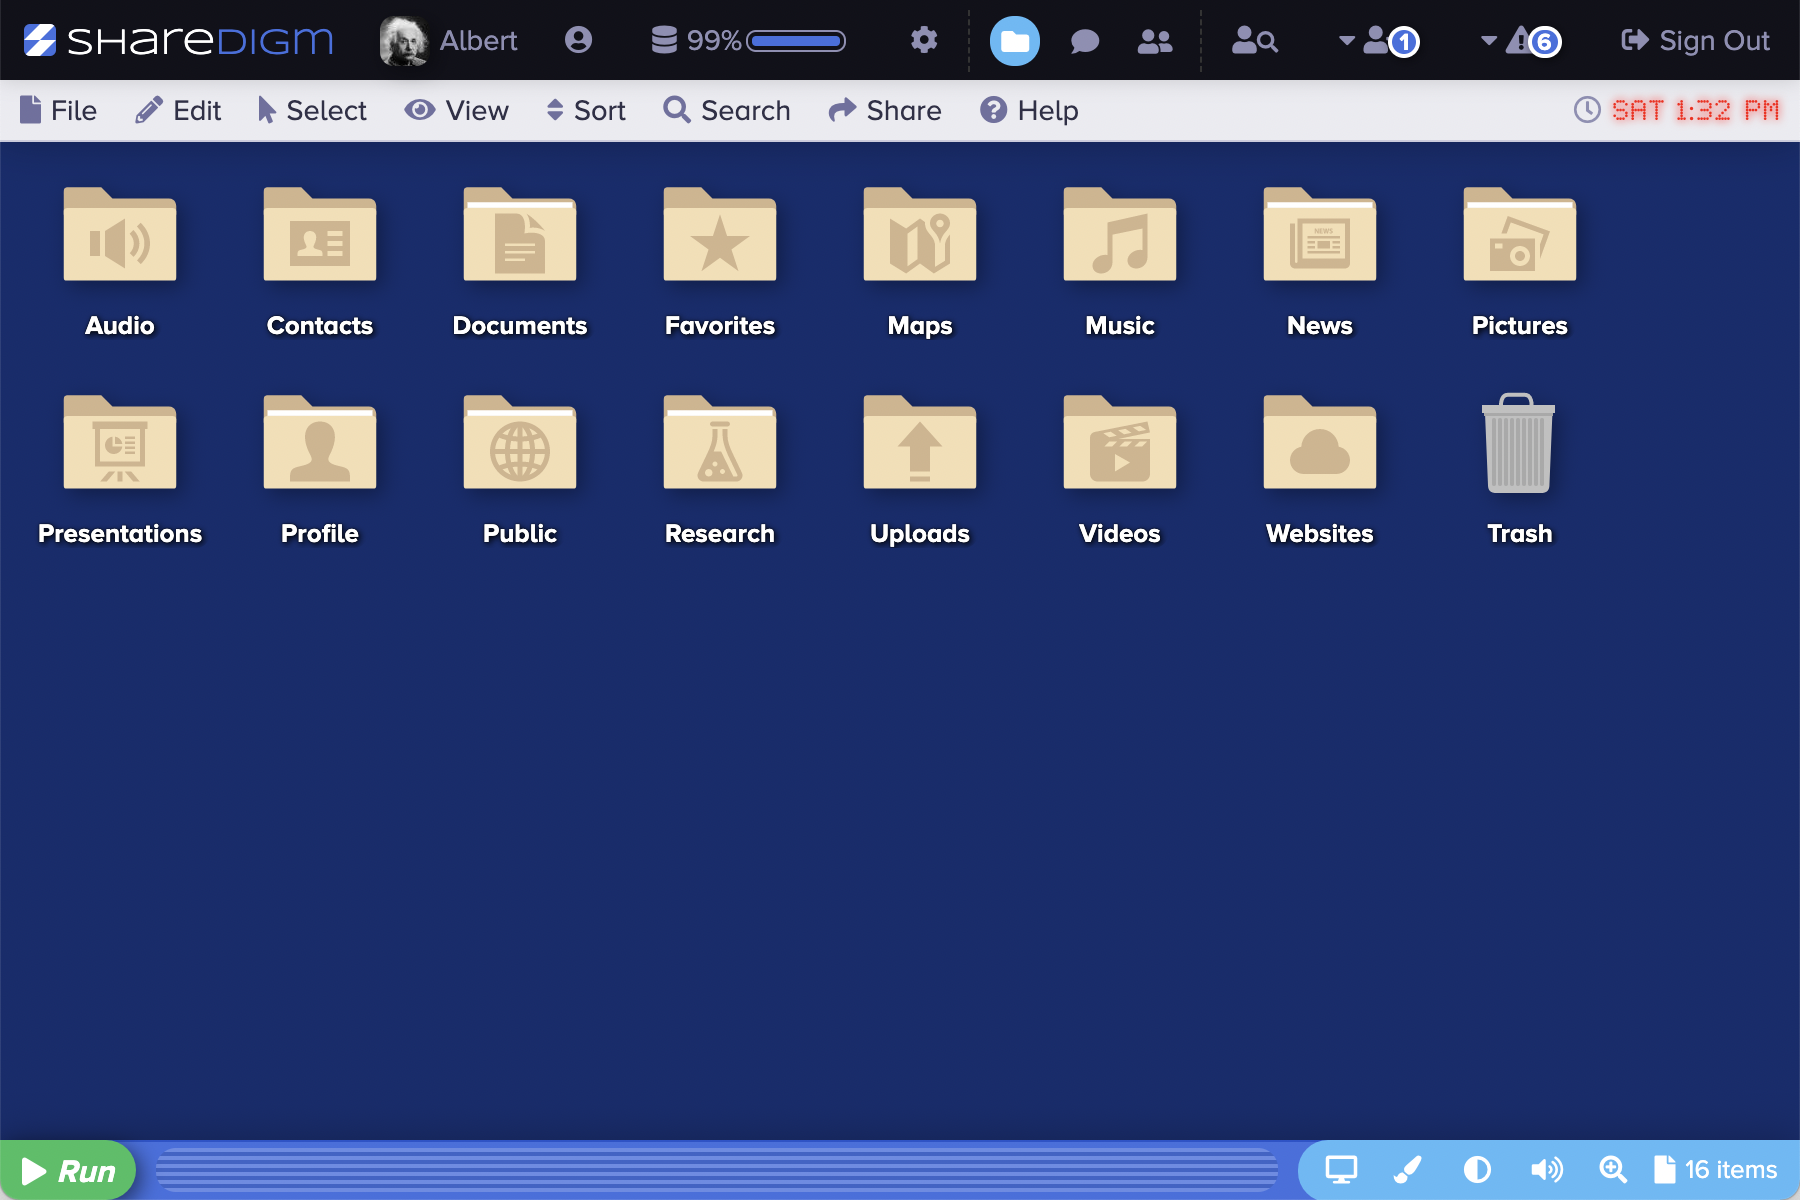 SHAREDIGM
Albert
99%
1
6
Sign Out
File
Edit
Select
View
Sort
Search
Share
Help
SAT 1:32 PM
Audio
Contacts
Documents
Favorites
Maps
Music
NEWS
News
Pictures
Presentations
Profile
Public
Research
Uploads
Videos
Websites
Trash
Run
16 items